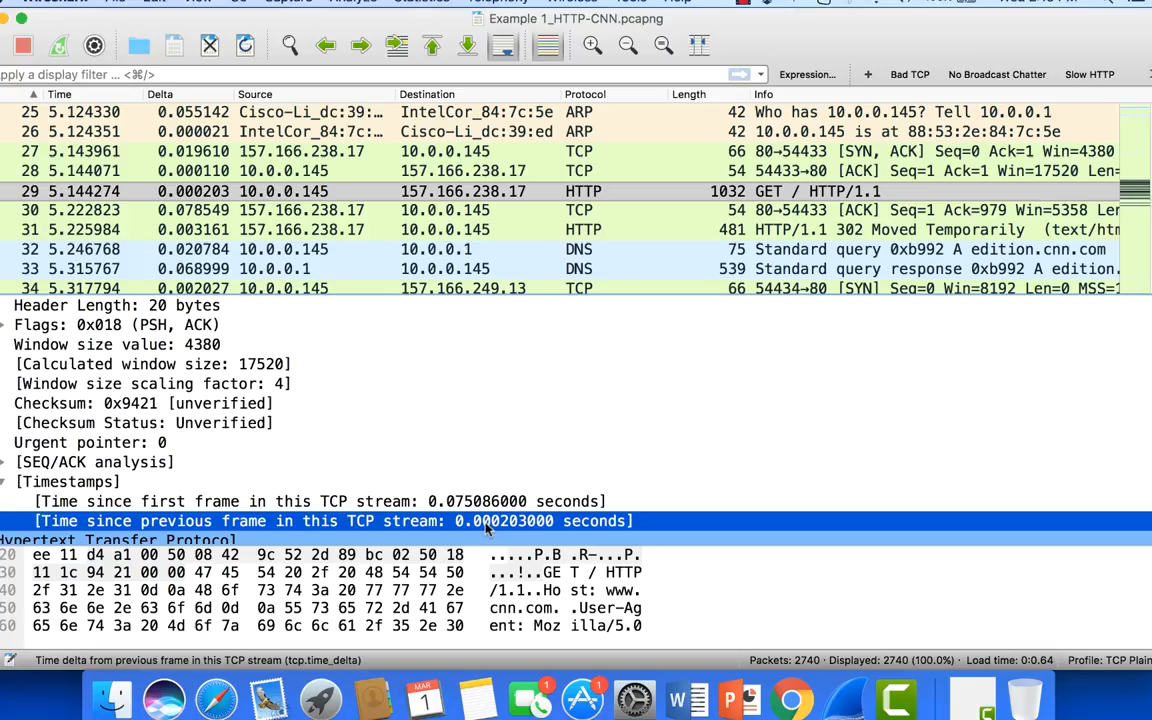 Example 1_HTTP-CNN.pcapng
pply a display filter ... <⌘/>
Expression...
+
Bad TCP
No Broadcast Chatter
Slow HTTP
Time Delta Source Destination Protocol Length Info
25 5.124330 0.055142 Cisco-Li_dc:39:… IntelCor_84:7c:5e ARP 42 Who has 10.0.0.145? Tell 10.0.0.1
26 5.124351 0.000021 IntelCor_84:7c:… Cisco-Li_dc:39:ed ARP 42 10.0.0.145 is at 88:53:2e:84:7c:5e
27 5.143961 0.019610 157.166.238.17 10.0.0.145 TCP 66 80→54433 [SYN, ACK] Seq=0 Ack=1 Win=4380
28 5.144071 0.000110 10.0.0.145 157.166.238.17 TCP 54 54433→80 [ACK] Seq=1 Ack=1 Win=17520 Len=
29 5.144274 0.000203 10.0.0.145 157.166.238.17 HTTP 1032 GET / HTTP/1.1
30 5.222823 0.078549 157.166.238.17 10.0.0.145 TCP 54 80→54433 [ACK] Seq=1 Ack=979 Win=5358 Ler
31 5.225984 0.003161 157.166.238.17 10.0.0.145 HTTP 481 HTTP/1.1 302 Moved Temporarily (text/htm
32 5.246768 0.020784 10.0.0.145 10.0.0.1 DNS 75 Standard query 0xb992 A edition.cnn.com
33 5.315767 0.068999 10.0.0.1 10.0.0.145 DNS 539 Standard query response 0xb992 A edition.
34 5.317794 0.002027 10.0.0.145 157.166.249.13 TCP 66 54434→80 [SYN] Seq=0 Win=8192 Len=0 MSS=1
Header Length: 20 bytes
Flags: 0x018 (PSH, ACK)
Window size value: 4380
[Calculated window size: 17520]
[Window size scaling factor: 4]
Checksum: 0x9421 [unverified]
[Checksum Status: Unverified]
Urgent pointer: 0
[SEQ/ACK analysis]
[Timestamps]
[Time since first frame in this TCP stream: 0.075086000 seconds]
[Time since previous frame in this TCP stream: 0.000203000 seconds]
Hypertext Transfer Protocol
20 ee 11 d4 a1 00 50 08 42 9c 52 2d 89 bc 02 50 18 .....P.B .R-...P.
30 11 1c 94 21 00 00 47 45 54 20 2f 20 48 54 54 50 ...!..GE T / HTTP
40 2f 31 2e 31 0d 0a 48 6f 73 74 3a 20 77 77 77 2e /1.1..Ho st: www.
50 63 6e 6e 2e 63 6f 6d 0d 0a 55 73 65 72 2d 41 67 cnn.com. .User-Ag
60 65 6e 74 3a 20 4d 6f 7a 69 6c 6c 61 2f 35 2e 30 ent: Moz illa/5.0
Time delta from previous frame in this TCP stream (tcp.time_delta)
Packets: 2740 · Displayed: 2740 (100.0%) · Load time: 0:0.64
Profile: TCP Plain
MAR
1
1
1
W
P
C
C